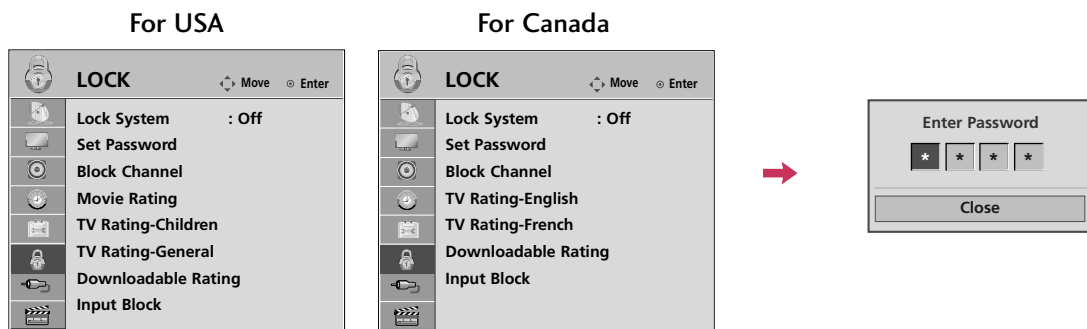 For USA
LOCK Move Enter
Lock System : Off
Set Password
Block Channel
Movie Rating
TV Rating-Children
TV Rating-General
Downloadable Rating
Input Block
For Canada
LOCK Move Enter
Lock System : Off
Set Password
Block Channel
TV Rating-English
TV Rating-French
Downloadable Rating
Input Block
Enter Password
* * * *
Close